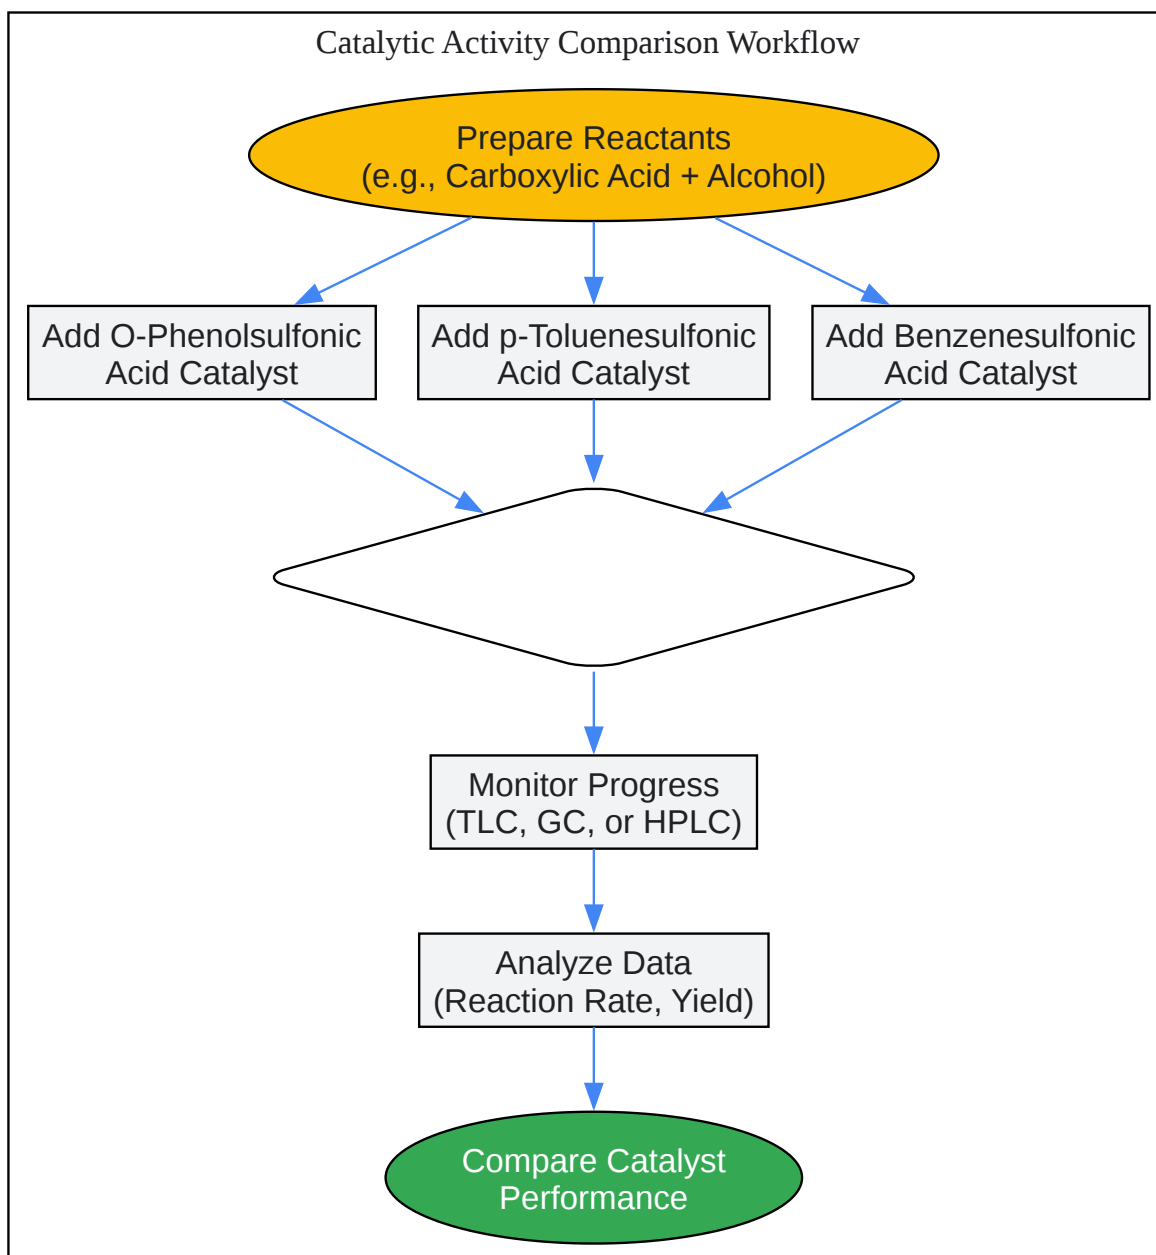 Catalytic Activity Comparison Workflow
Prepare Reactants
(e.g., Carboxylic Acid + Alcohol)
Add O-Phenolsulfonic
Acid Catalyst
Add p-Toluenesulfonic
Acid Catalyst
Add Benzenesulfonic
Acid Catalyst
Monitor Progress
(TLC, GC, or HPLC)
Analyze Data
(Reaction Rate, Yield)
Compare Catalyst
Performance